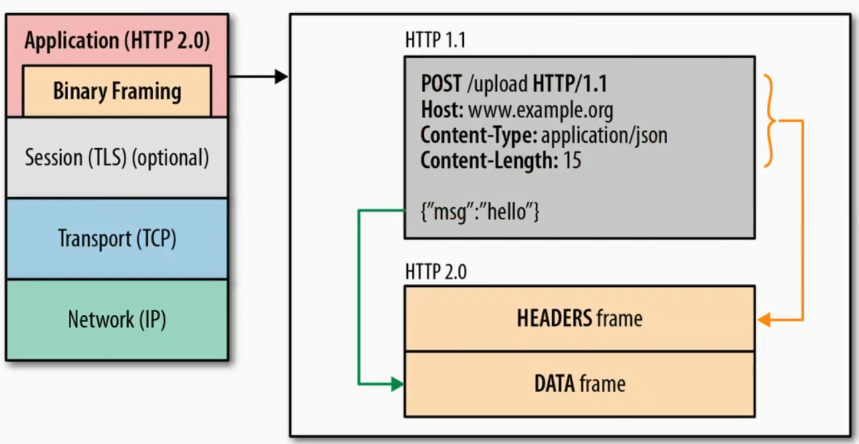 Application (HTTP 2.0)
Binary Framing
Session (TLS) (optional)
Transport (TCP)
Network (IP)
HTTP 1.1
POST /upload HTTP/1.1
Host: www.example.org
Content-Type: application/json
Content-Length: 15
{”msg”:”hello”}
HTTP 2.0
HEADERS frame
DATA frame